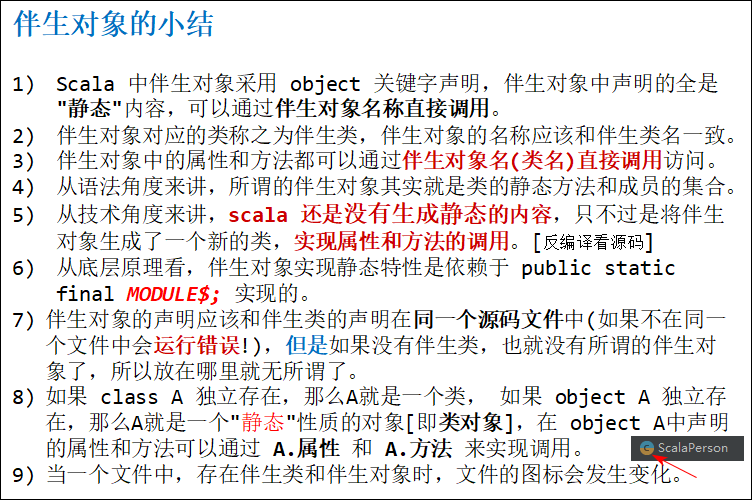 伴生对象的小结
1) Scala 中伴生对象采用 object 关键字声明，伴生对象中声明的全是
"静态"内容，可以通过伴生对象名称直接调用。
2) 伴生对象对应的类称之为伴生类，伴生对象的名称应该和伴生类名一致。
3) 伴生对象中的属性和方法都可以通过伴生对象名(类名)直接调用访问。
4) 从语法角度来讲，所谓的伴生对象其实就是类的静态方法和成员的集合。
5) 从技术角度来讲，scala 还是没有生成静态的内容，只不过是将伴生
对象生成了一个新的类，实现属性和方法的调用。[反编译看源码]
6) 从底层原理看，伴生对象实现静态特性是依赖于 public static
final MODULE$; 实现的。
7) 伴生对象的声明应该和伴生类的声明在同一个源码文件中(如果不在同一
个文件中会运行错误!)，但是如果没有伴生类，也就没有所谓的伴生对
象了，所以放在哪里就无所谓了。
8) 如果 class A 独立存在，那么A就是一个类， 如果 object A 独立存
在，那么A就是一个"静态"性质的对象[即类对象]，在 object A中声明
的属性和方法可以通过 A.属性 和 A.方法 来实现调用。
ScalaPerson
9) 当一个文件中，存在伴生类和伴生对象时，文件的图标会发生变化。